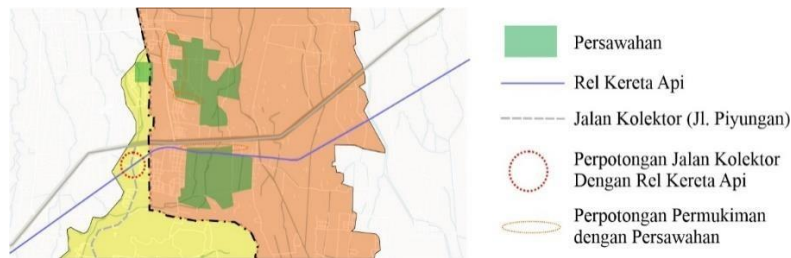 Persawahan
Rel Kereta Api
Jalan Kolektor (Jl. Piyungan)
Perpotongan Jalan Kolektor
Dengan Rel Kereta Api
Perpotongan Permukiman
dengan Persawahan